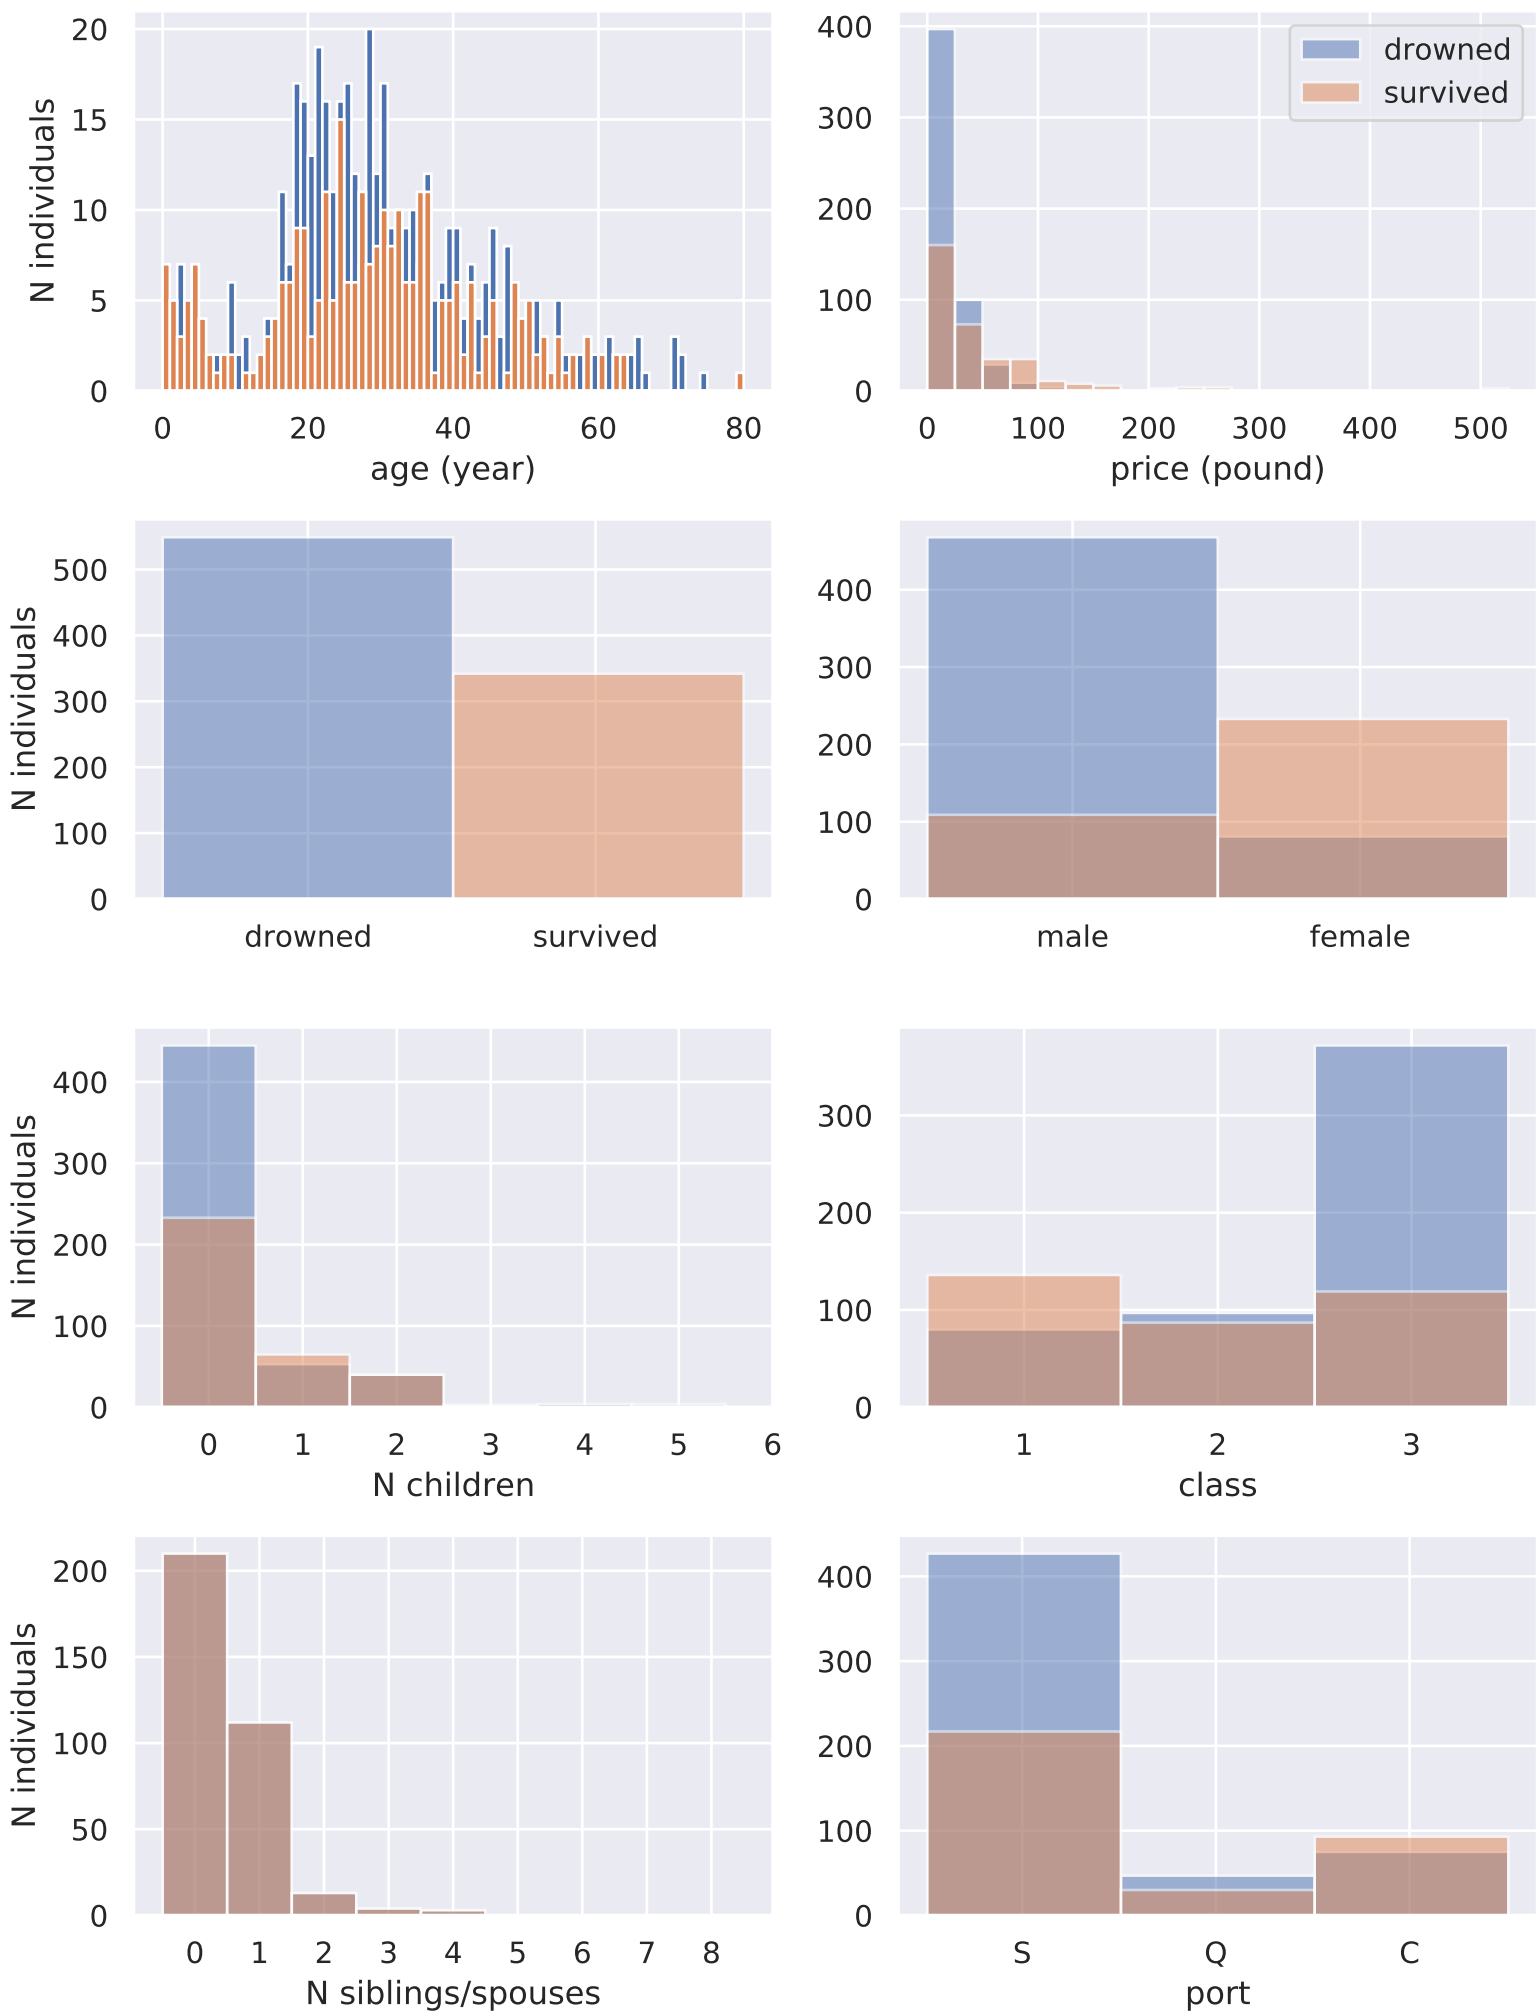 N individuals
20
15
10
5
0
0 20 40 60 80
age (year)
400
300
200
100
0
drowned
survived
0 100 200 300 400 500
price (pound)
N individuals
500
400
300
200
100
0
drowned survived
400
300
200
100
0
male female
N individuals
400
300
200
100
0
0 1 2 3 4 5 6
N children
300
200
100
0
1 2 3
class
N individuals
200
150
100
50
0
0 1 2 3 4 5 6 7 8
N siblings/spouses
400
300
200
100
0
S Q C
port